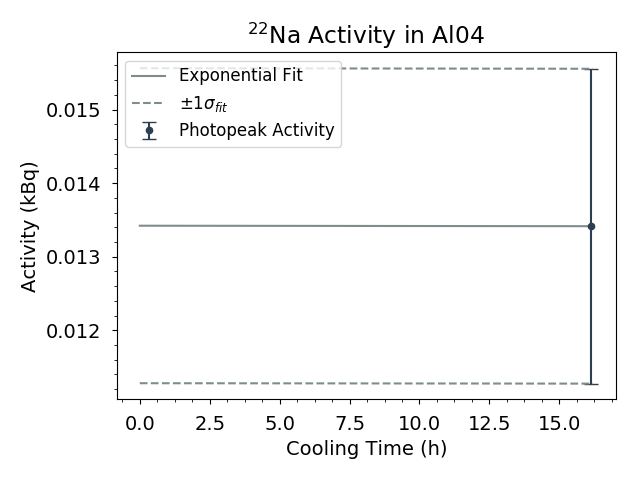 ²²Na Activity in Al04
Exponential Fit
±1σ_fit
Photopeak Activity
Activity (kBq)
0.015
0.014
0.013
0.012
0.0 2.5 5.0 7.5 10.0 12.5 15.0
Cooling Time (h)